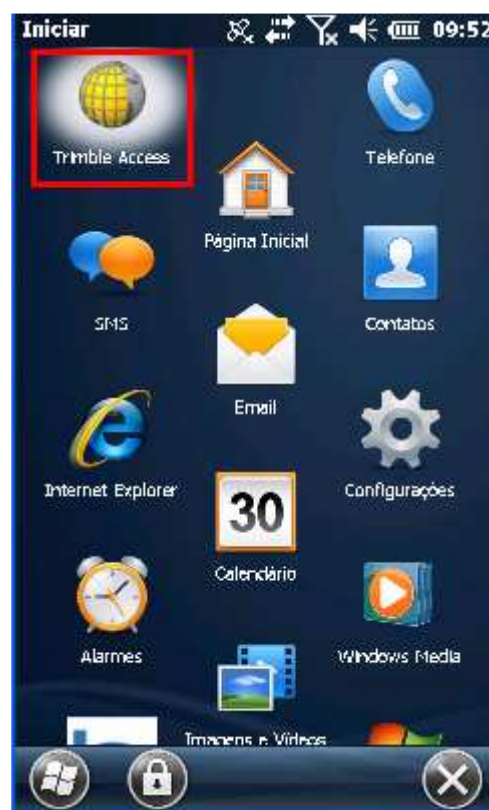 Iniciar 09:52
Trimble Access
Telefone
Página Inicial
SMS
Contatos
Email
Internet Explorer
Configurações
30
Calendário
Alarmes
Windows Media
Imagens e Vídeos